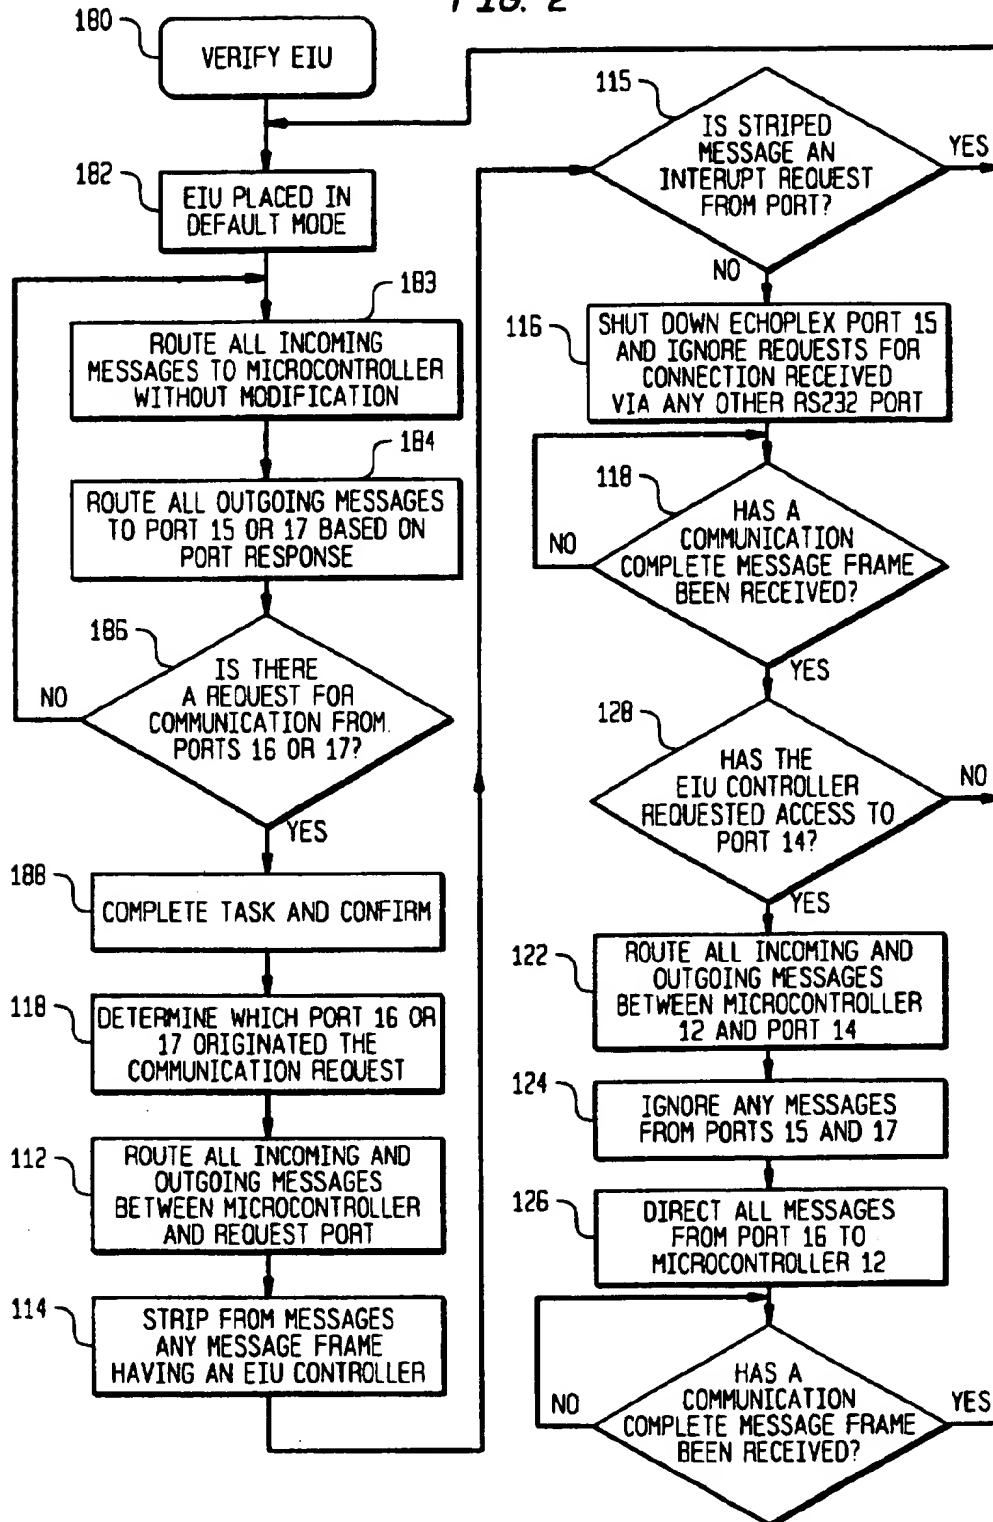 FIG. 2
180
VERIFY EIU
182
EIU PLACED IN
DEFAULT MODE
183
ROUTE ALL INCOMING
MESSAGES TO MICROCONTROLLER
WITHOUT MODIFICATION
184
ROUTE ALL OUTGOING MESSAGES
TO PORT 15 OR 17 BASED ON
PORT RESPONSE
186
IS THERE
A REQUEST FOR
COMMUNICATION FROM
PORTS 16 OR 17?
NO
YES
188
COMPLETE TASK AND CONFIRM
118
DETERMINE WHICH PORT 16 OR
17 ORIGINATED THE
COMMUNICATION REQUEST
112
ROUTE ALL INCOMING AND
OUTGOING MESSAGES
BETWEEN MICROCONTROLLER
AND REQUEST PORT
114
STRIP FROM MESSAGES
ANY MESSAGE FRAME
HAVING AN EIU CONTROLLER
115
IS STRIPED
MESSAGE AN
INTERUPT REQUEST
FROM PORT?
YES
NO
116
SHUT DOWN ECHOPLEX PORT 15
AND IGNORE REQUESTS FOR
CONNECTION RECEIVED
VIA ANY OTHER RS232 PORT
118
HAS A
COMMUNICATION
COMPLETE MESSAGE FRAME
BEEN RECEIVED?
NO
YES
128
HAS THE
EIU CONTROLLER
REQUESTED ACCESS TO
PORT 14?
NO
YES
122
ROUTE ALL INCOMING AND
OUTGOING MESSAGES
BETWEEN MICROCONTROLLER
12 AND PORT 14
124
IGNORE ANY MESSAGES
FROM PORTS 15 AND 17
126
DIRECT ALL MESSAGES
FROM PORT 16 TO
MICROCONTROLLER 12
HAS A
COMMUNICATION
COMPLETE MESSAGE FRAME
BEEN RECEIVED?
NO
YES